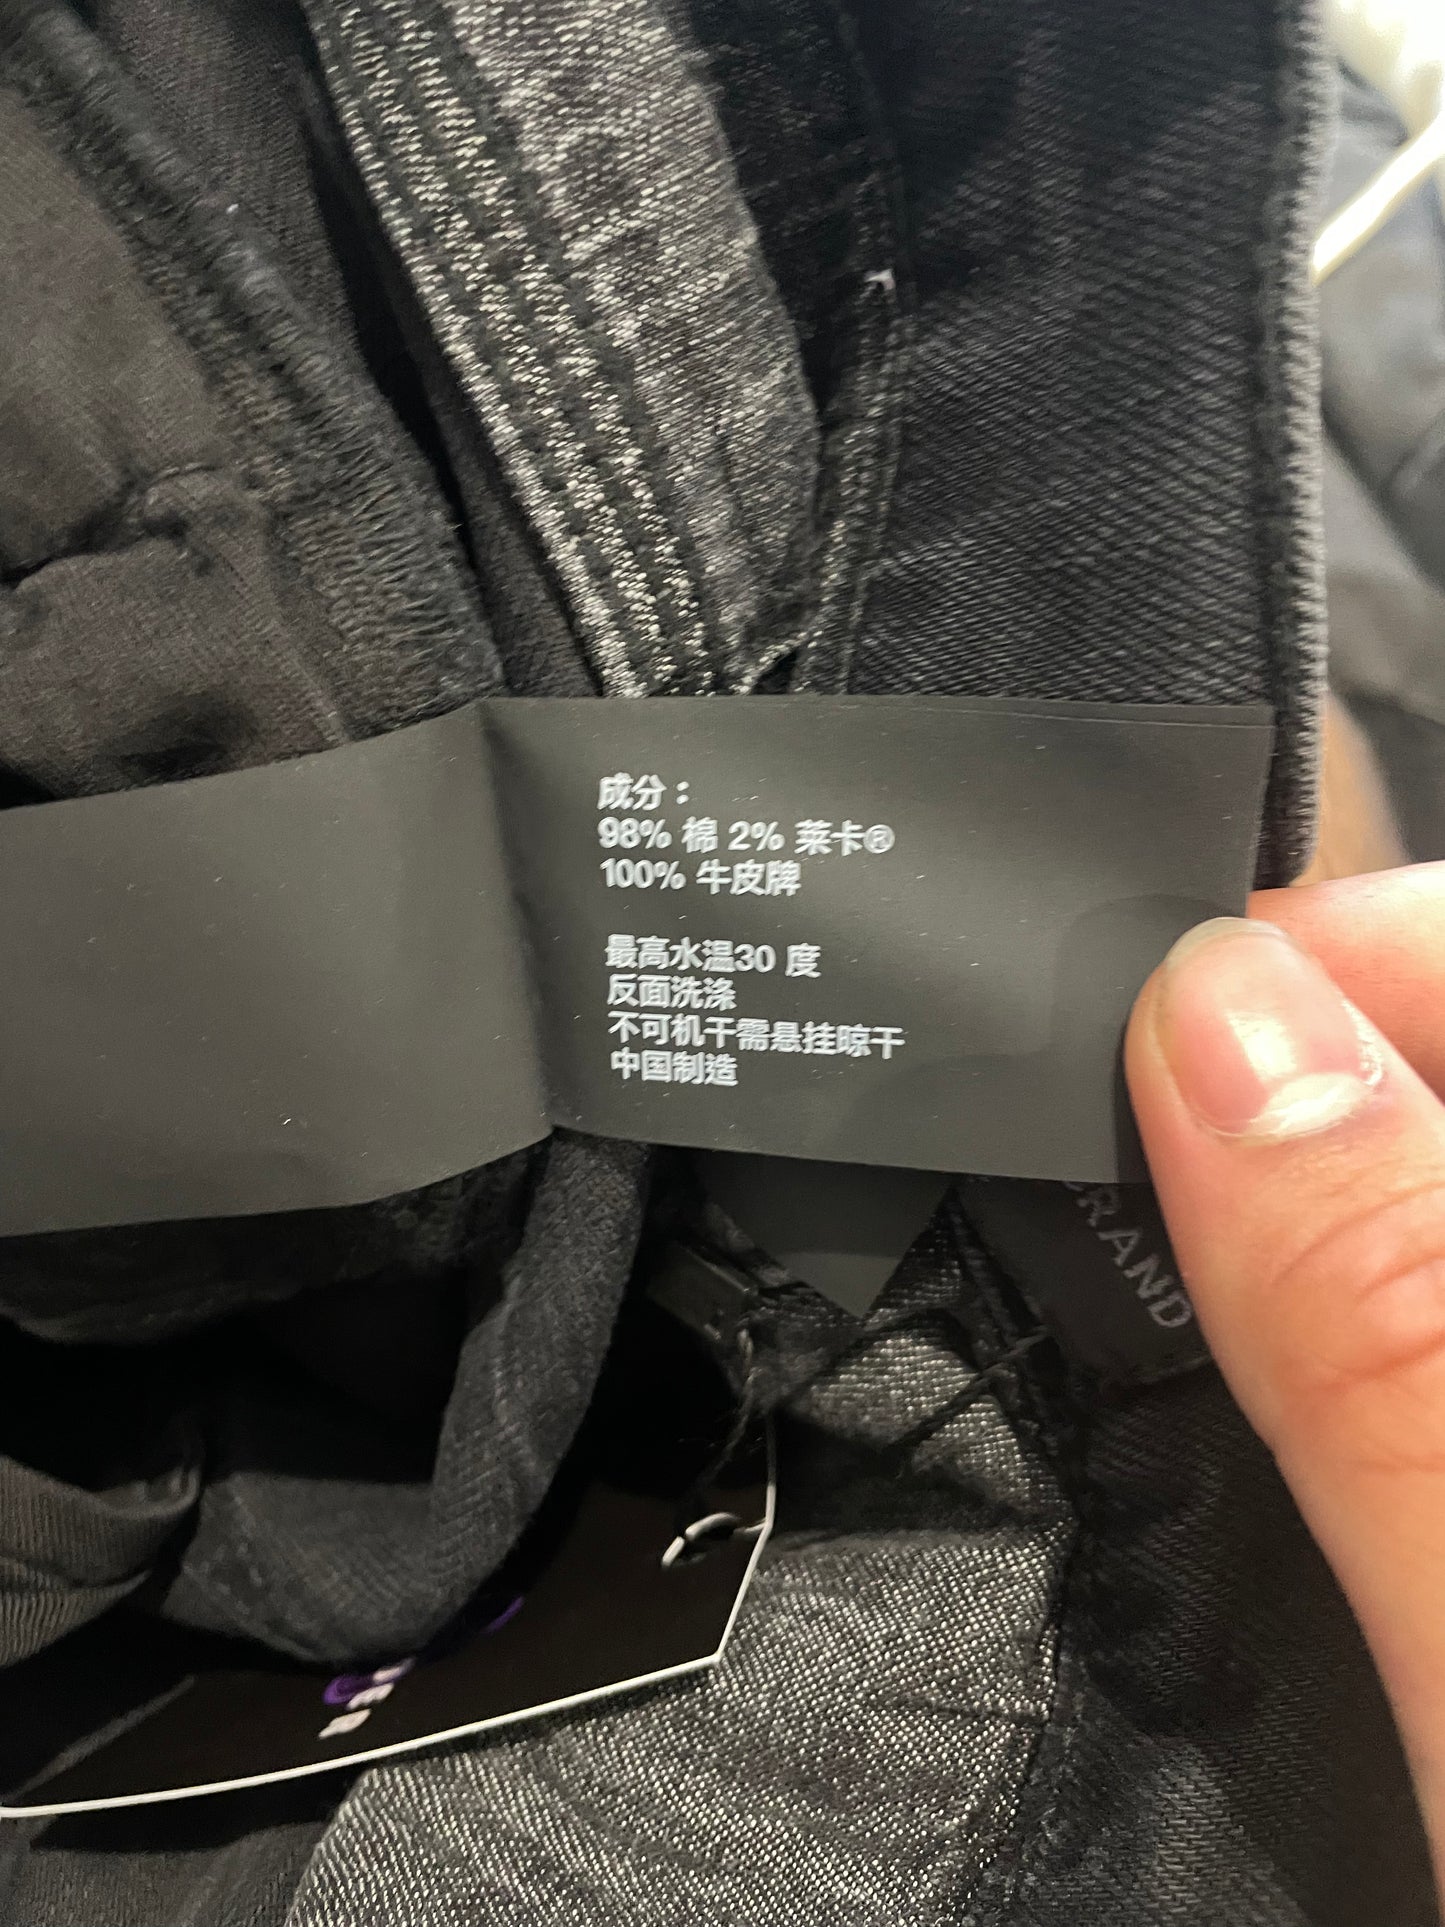 成分：
98% 棉 2% 莱卡®
100% 牛皮牌
最高水温30 度
反面洗涤
不可机干需悬挂晾干
中国制造